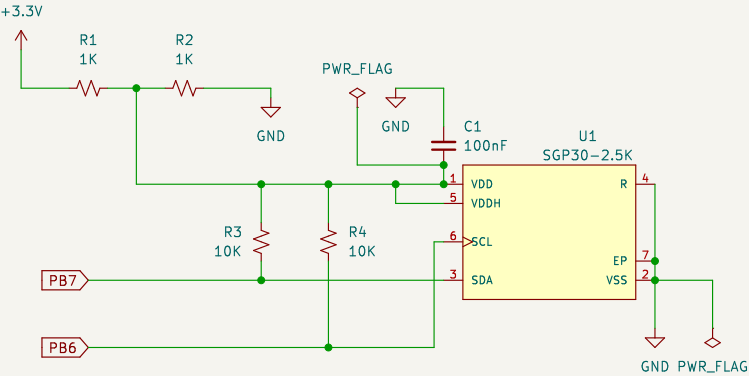 +3.3V
R1
1K
R2
1K
GND
PWR_FLAG
GND
C1
100nF
U1
SGP30-2.5K
1 VDD
5 VDDH
6 SCL
3 SDA
R 4
EP 7
VSS 2
R3
10K
R4
10K
PB7
PB6
GND PWR_FLAG